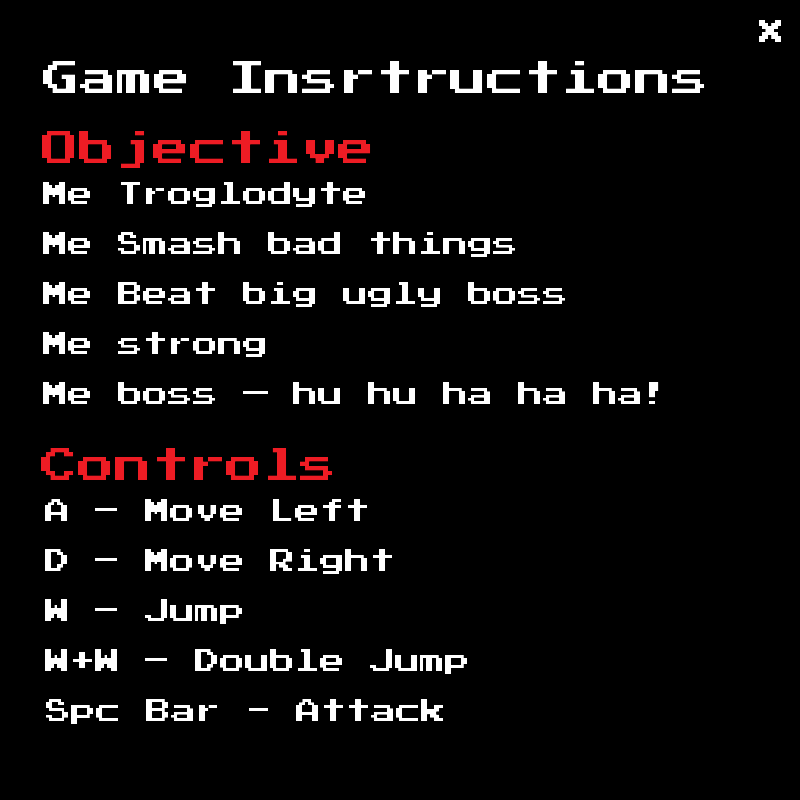 x
Game Insrtructions
Objective
Me Troglodyte
Me Smash bad things
Me Beat big ugly boss
Me strong
Me boss – hu hu ha ha ha!
Controls
A – Move Left
D – Move Right
W – Jump
W+W – Double Jump
Spc Bar - Attack